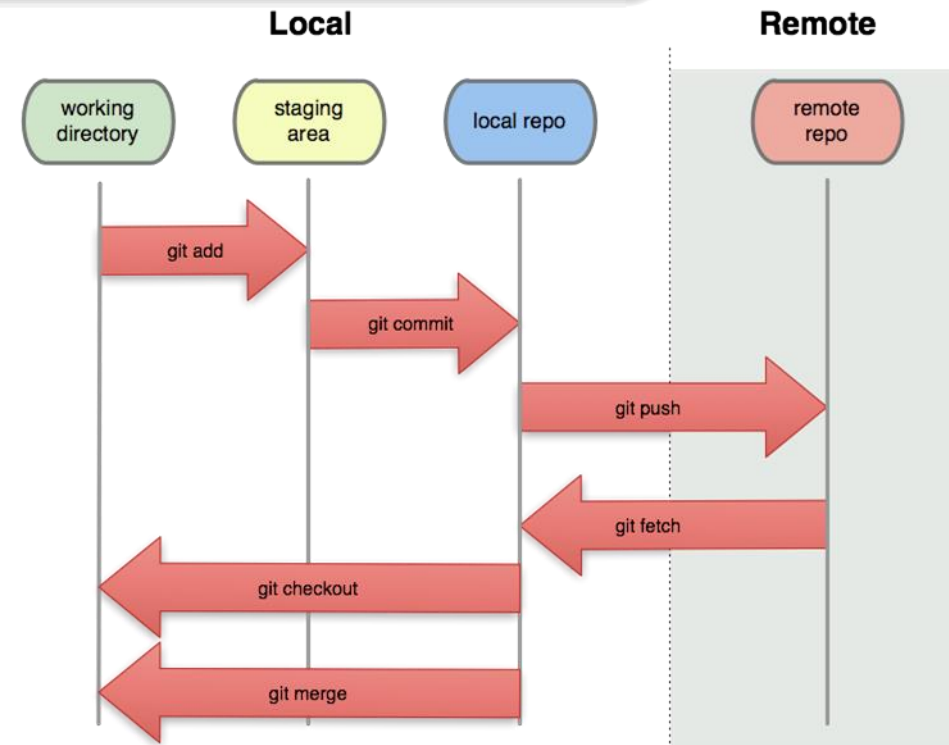 Local
Remote
working
directory
staging
area
local repo
remote
repo
git add
git commit
git push
git fetch
git checkout
git merge